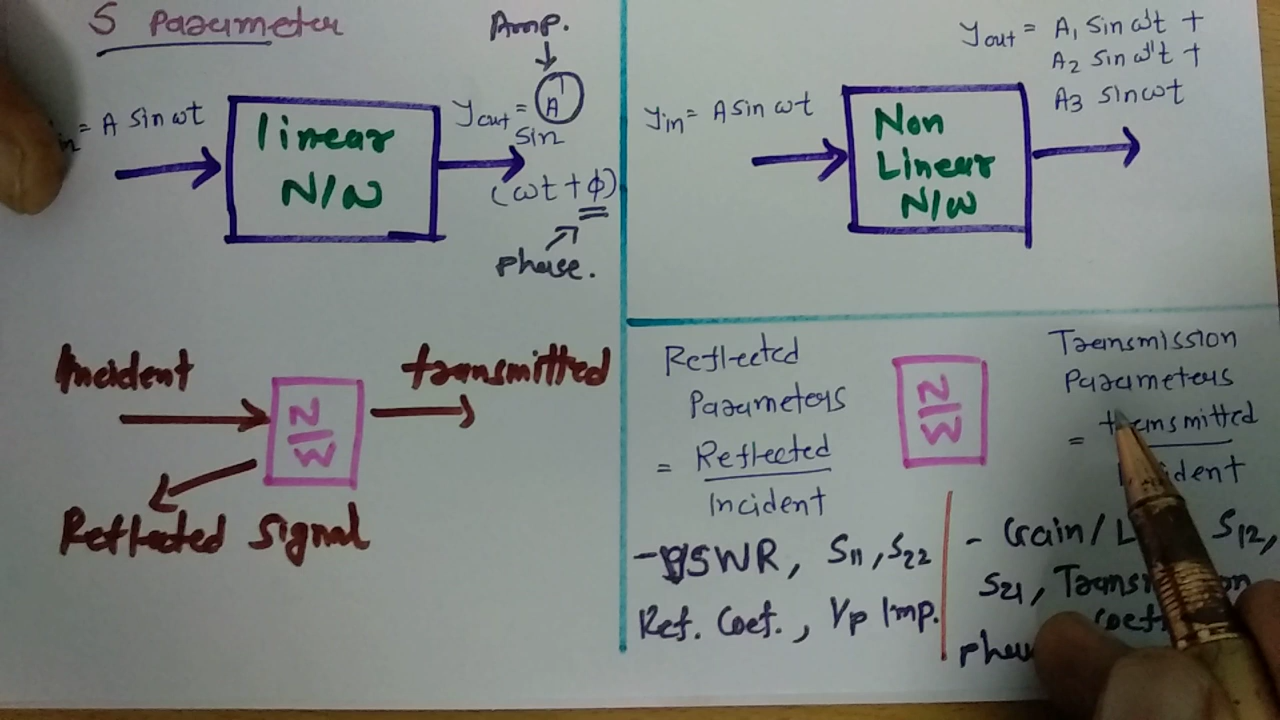 S Parameter
Amp.
in = A sin ωt
linear
N/W
Yout = A'
sin
(ωt + ϕ)
phase.
Yin = A sin ωt
Non
Linear
N/W
Yout = A1 sin ω't +
A2 sin ω''t +
A3 sin ωt
Incident
transmitted
N/W
Reflected signal
Reflected
Parameters
= Reflected
Incident
N/W
Transmission
Parameters
= transmitted
- VSWR, S11, S22
Ref. Coef., I/p Imp.
- Gain/ S12,
S21,